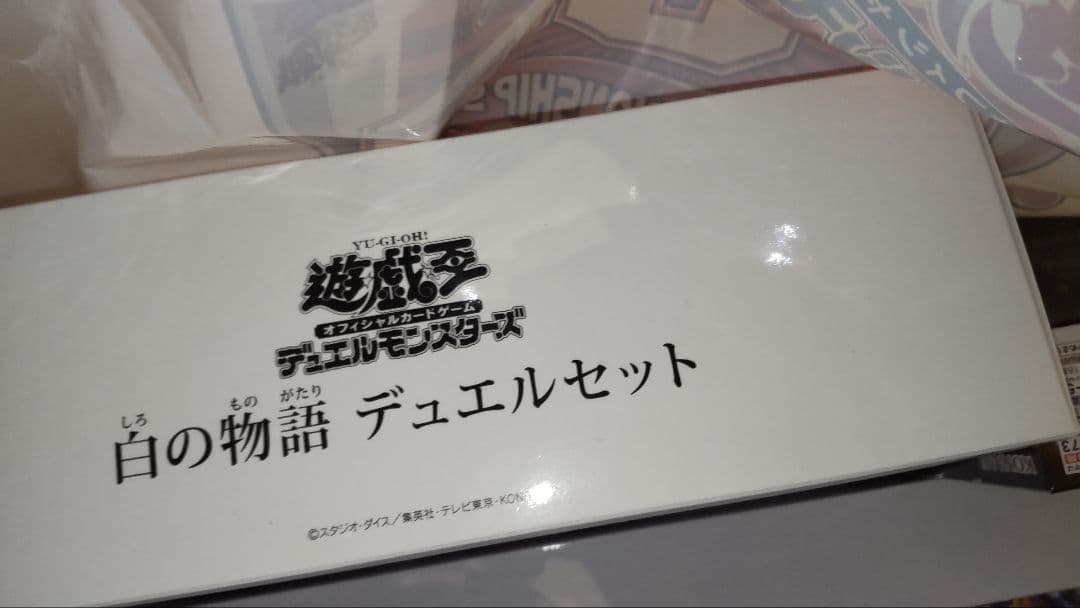 YU-GI-OH!
遊戯王
オフィシャルカードゲーム
デュエルモンスターズ
しろ もの がたり
白の物語 デュエルセット
©スタジオ・ダイス/集英社・テレビ東京・KON